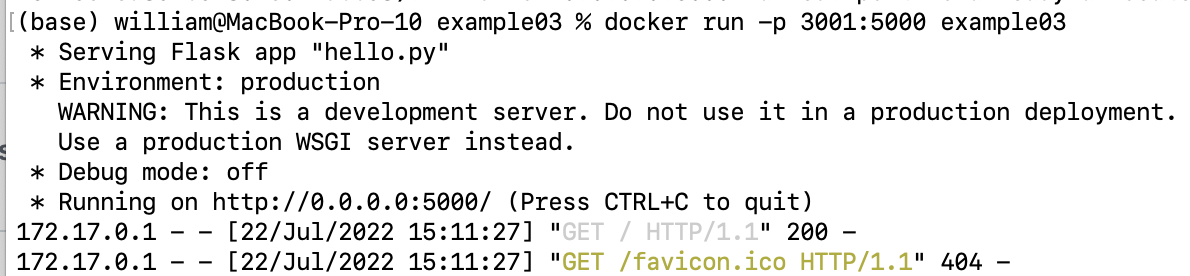 [(base) william@MacBook-Pro-10 example03 % docker run -p 3001:5000 example03
* Serving Flask app "hello.py"
* Environment: production
WARNING: This is a development server. Do not use it in a production deployment.
Use a production WSGI server instead.
* Debug mode: off
* Running on http://0.0.0.0:5000/ (Press CTRL+C to quit)
172.17.0.1 - - [22/Jul/2022 15:11:27] "GET / HTTP/1.1" 200 -
172.17.0.1 - - [22/Jul/2022 15:11:27] "GET /favicon.ico HTTP/1.1" 404 -